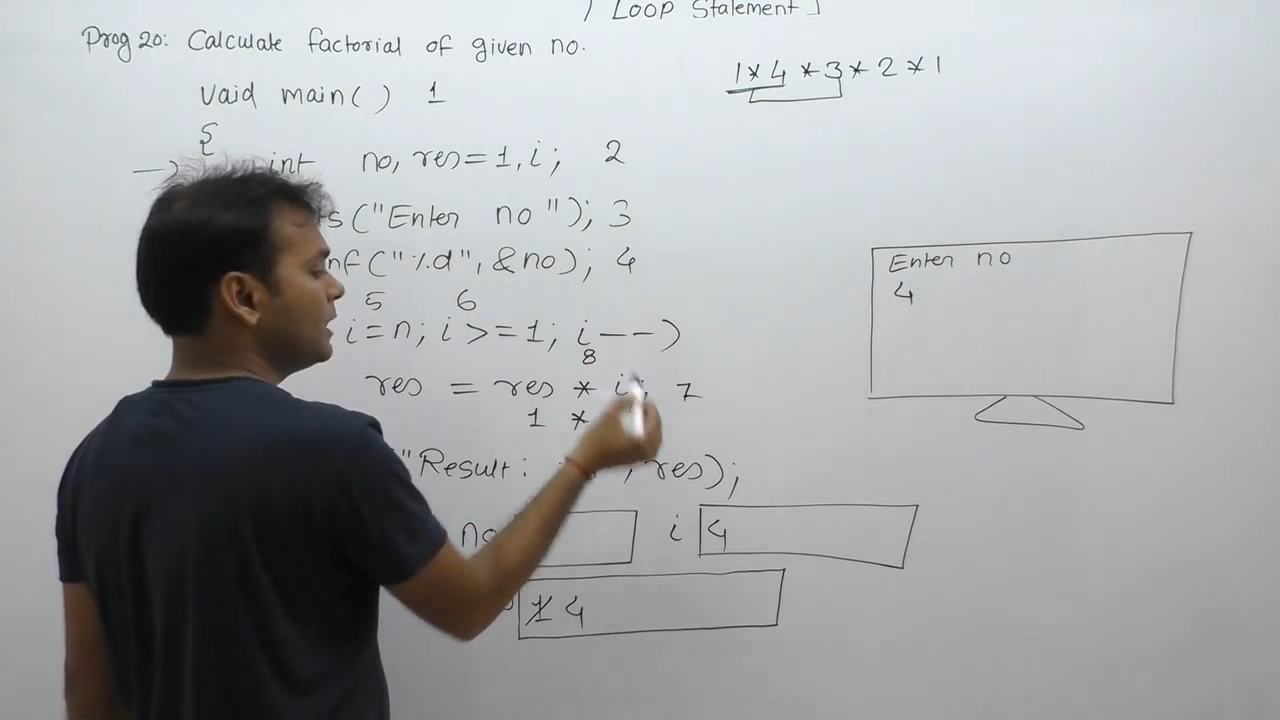 [Loop Statement]
Prog 20: Calculate factorial of given no.
1*4*3*2*1
void main() 1
{
int no, res=1,i; 2
("Enter no"); 3
("%d",&no); 4
5 6
i=n; i>=1; i--)
8
res = res * i; 7
1 *
"Result: , res);
no
i 4
1 4
Enter no
4